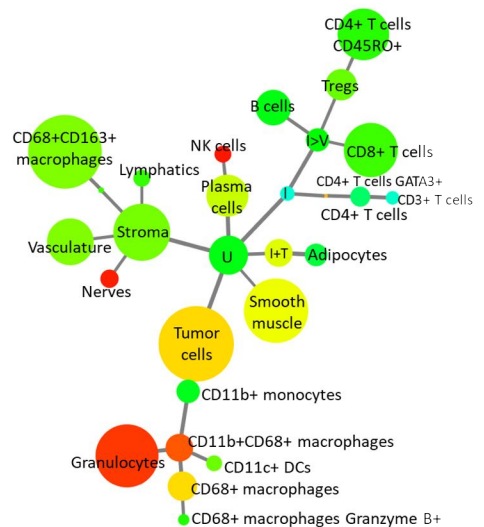 CD4+ T cells
CD45RO+
Tregs
B cells
I>V
CD8+ T cells
CD68+CD163+
macrophages
NK cells
Lymphatics
Plasma
cells
I
CD4+ T cells GATA3+
CD3+ T cells
CD4+ T cells
Stroma
Vasculature
U
I+T
Adipocytes
Nerves
Smooth
muscle
Tumor
cells
CD11b+ monocytes
CD11b+CD68+ macrophages
Granulocytes
CD11c+ DCs
CD68+ macrophages
CD68+ macrophages Granzyme B+